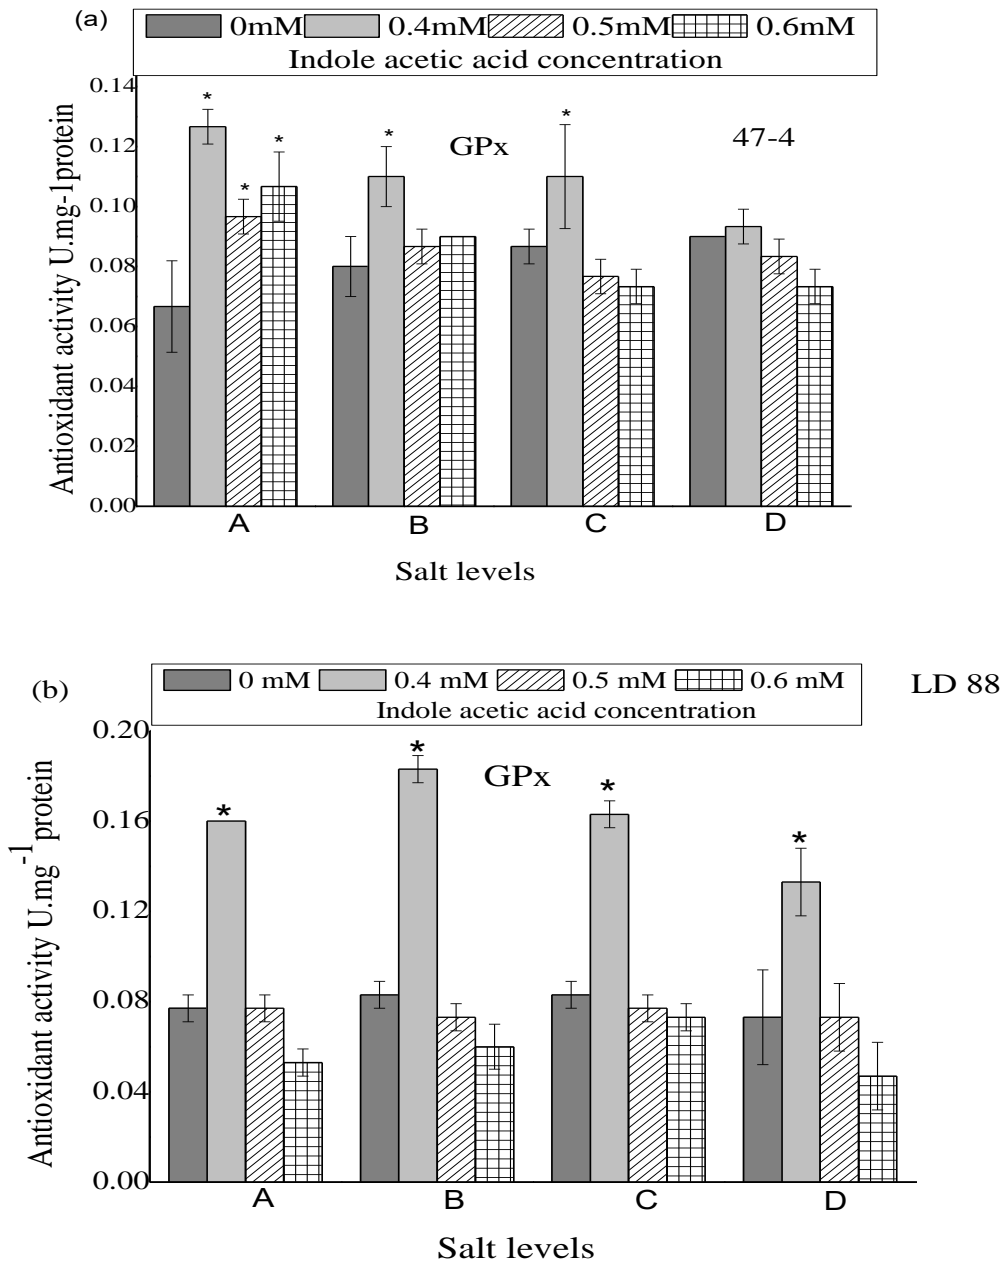 (a)
0mM 0.4mM 0.5mM 0.6mM
Indole acetic acid concentration
Antioxidant activity U.mg-1protein
0.14
0.12
0.10
0.08
0.06
0.04
0.02
0.00
* * * * *
*
GPx
47-4
A B C D
Salt levels
(b)
0 mM 0.4 mM 0.5 mM 0.6 mM
Indole acetic acid concentration
LD 88
Antioxidant activity U.mg-1 protein
0.20
0.16
0.12
0.08
0.04
0.00
* * * *
GPx
A B C D
Salt levels